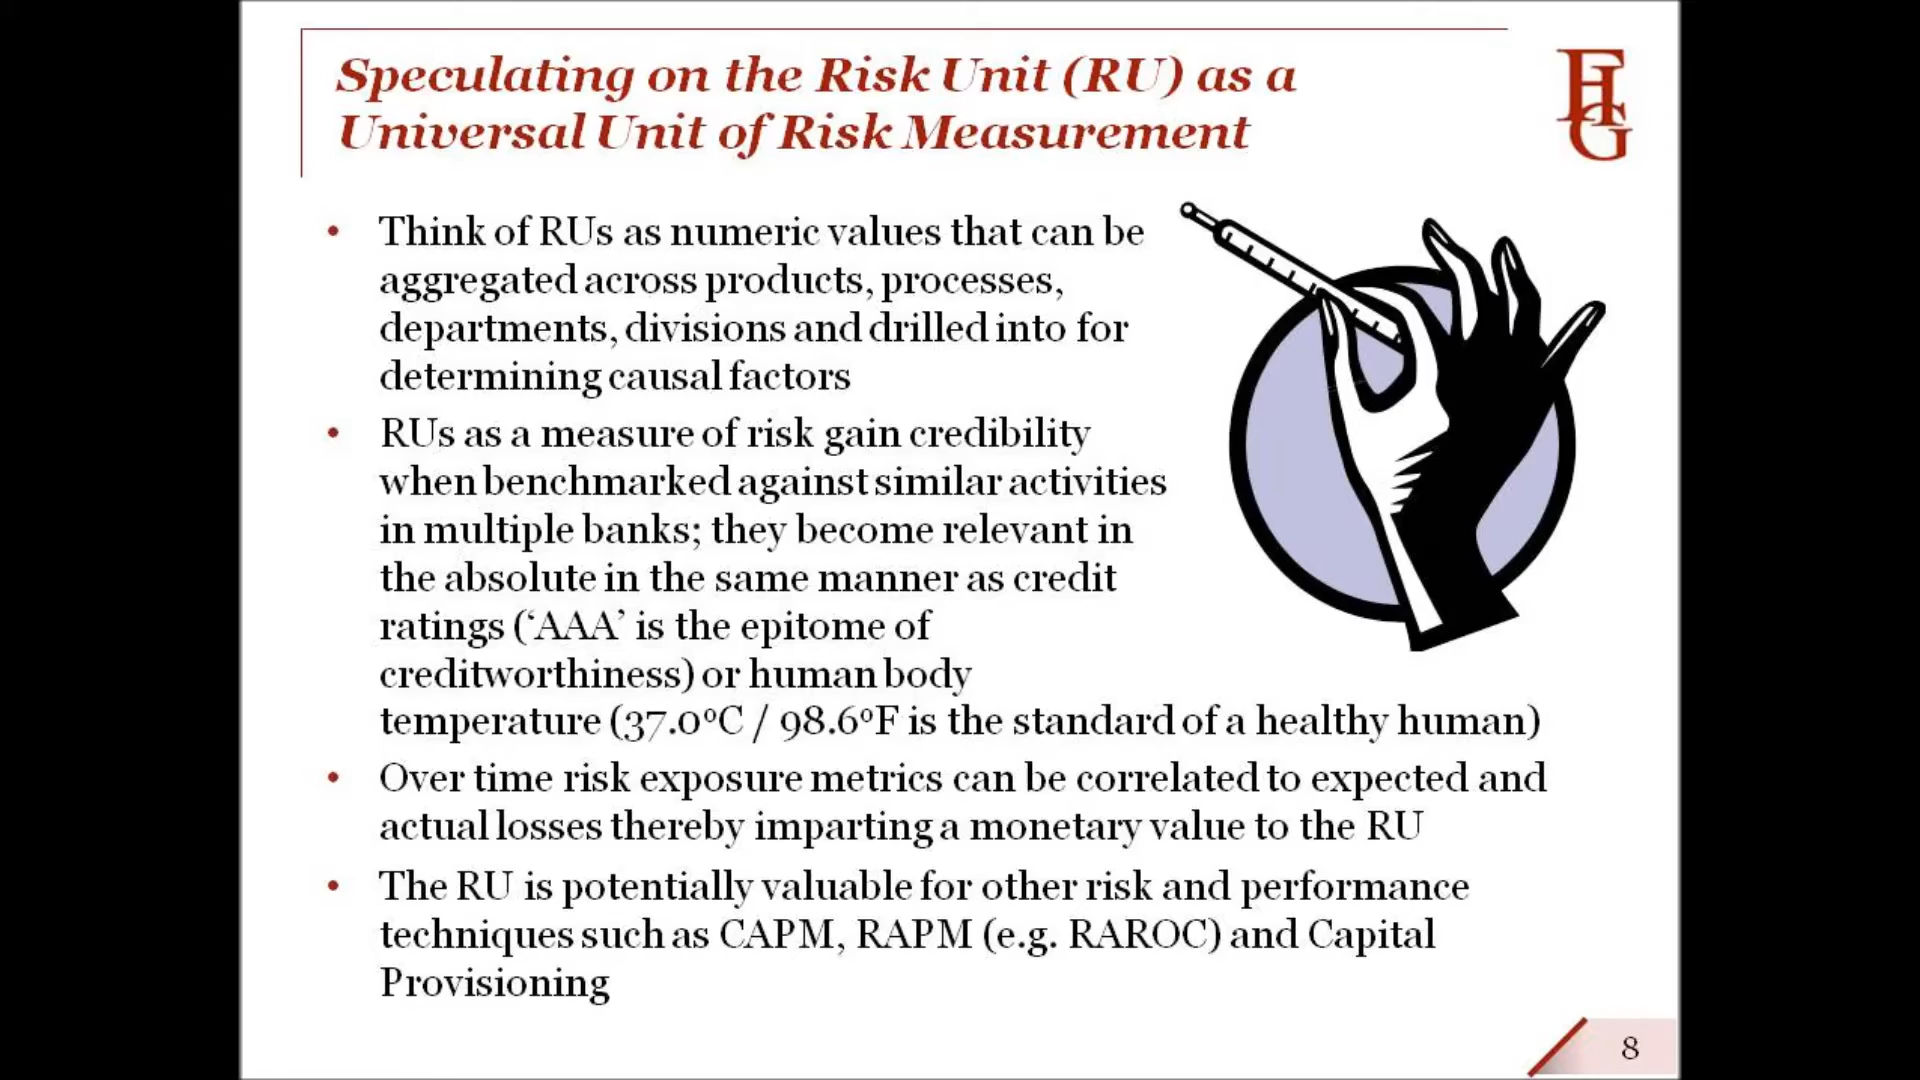 Speculating on the Risk Unit (RU) as a
Universal Unit of Risk Measurement
FHG
• Think of RUs as numeric values that can be
aggregated across products, processes,
departments, divisions and drilled into for
determining causal factors
• RUs as a measure of risk gain credibility
when benchmarked against similar activities
in multiple banks; they become relevant in
the absolute in the same manner as credit
ratings (‘AAA’ is the epitome of
creditworthiness) or human body
temperature (37.0°C / 98.6°F is the standard of a healthy human)
• Over time risk exposure metrics can be correlated to expected and
actual losses thereby imparting a monetary value to the RU
• The RU is potentially valuable for other risk and performance
techniques such as CAPM, RAPM (e.g. RAROC) and Capital
Provisioning
8